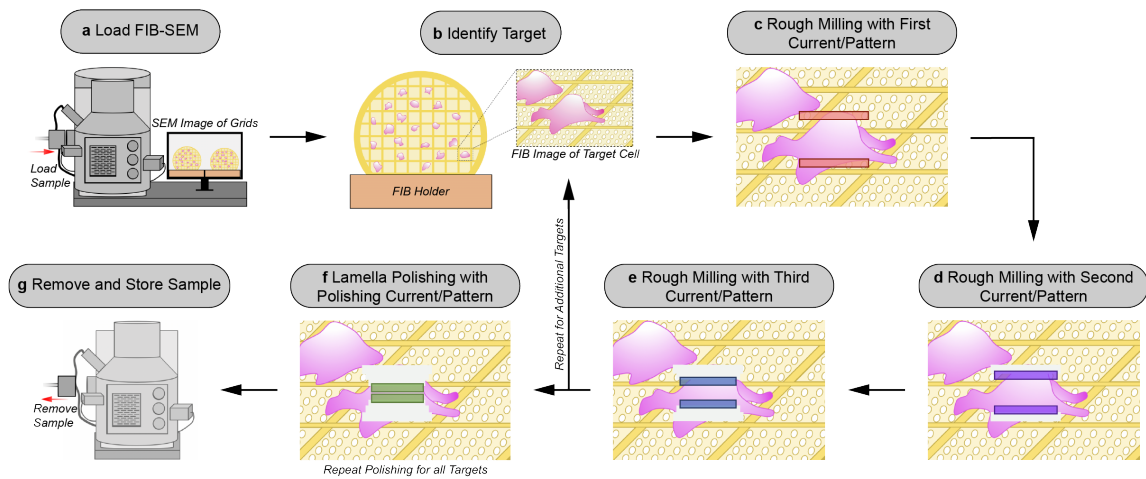 a Load FIB-SEM
SEM Image of Grids
Load
Sample
b Identify Target
FIB Holder
FIB Image of Target Cell
c Rough Milling with First
Current/Pattern
d Rough Milling with Second
Current/Pattern
e Rough Milling with Third
Current/Pattern
Repeat for Additional Targets
f Lamella Polishing with
Polishing Current/Pattern
Repeat Polishing for all Targets
g Remove and Store Sample
Remove
Sample